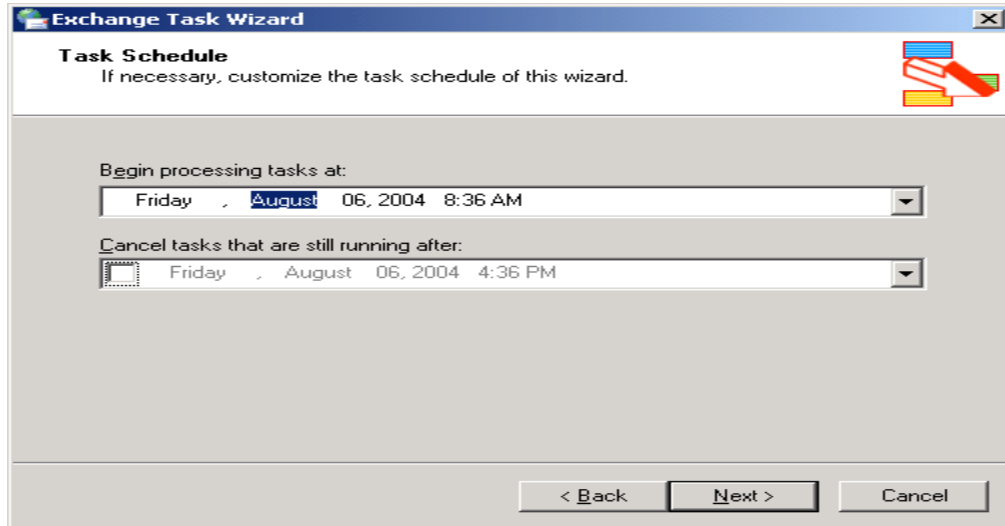 Exchange Task Wizard
Task Schedule
If necessary, customize the task schedule of this wizard.
Begin processing tasks at:
Friday , August 06, 2004 8:36 AM
Cancel tasks that are still running after:
Friday , August 06, 2004 4:36 PM
< Back Next > Cancel